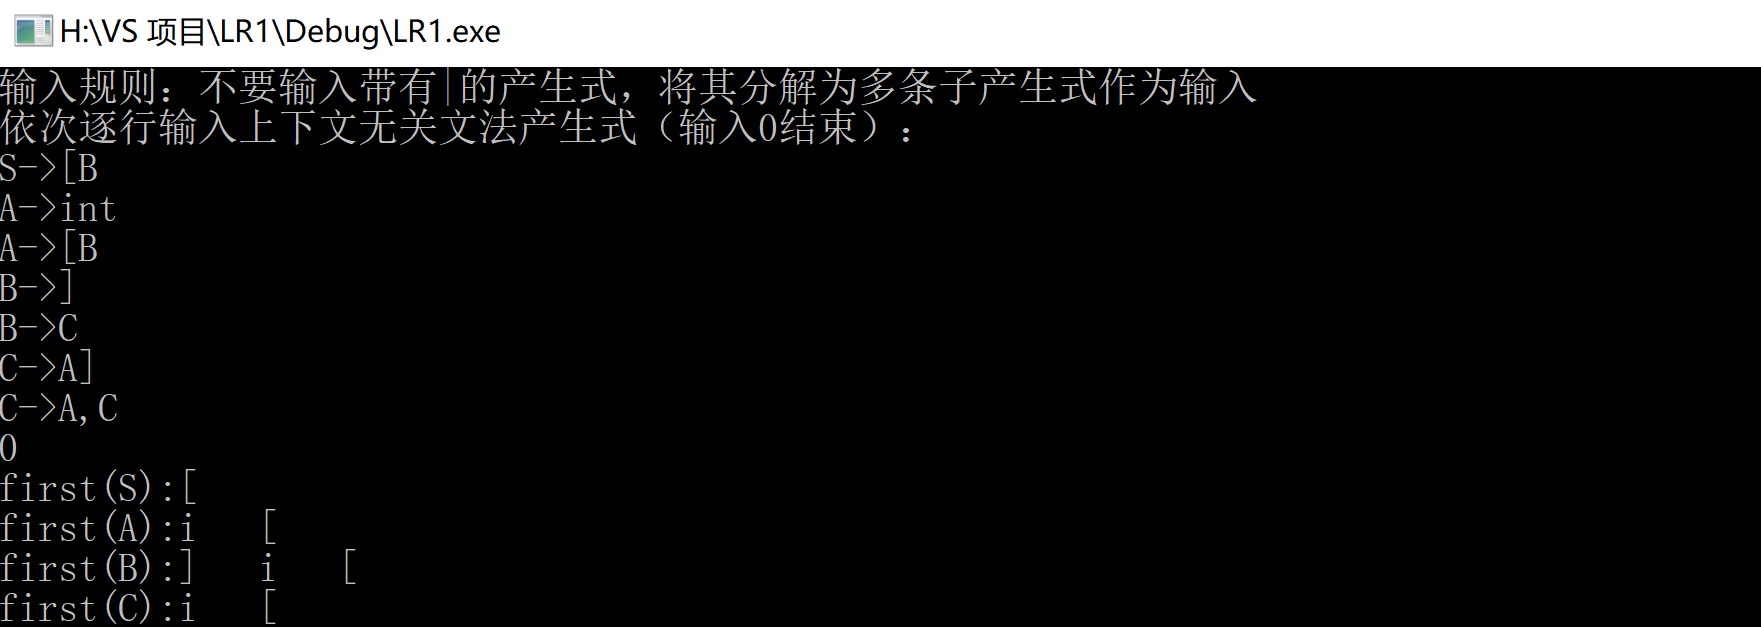 H:\VS 项目\LR1\Debug\LR1.exe
输入规则：不要输入带有|的产生式，将其分解为多条子产生式作为输入
依次逐行输入上下文无关文法产生式（输入0结束）：
S->[B
A->int
A->[B
B->]
B->C
C->A]
C->A,C
0
first(S):[
first(A):i   [
first(B):]   i   [
first(C):i   [